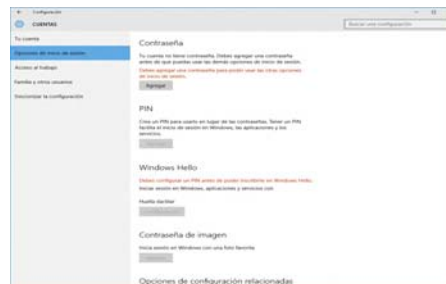 Configuración
CUENTAS
Buscar una configuración
Tu cuenta
Opciones de inicio de sesión
Acceso al trabajo
Familia y otros usuarios
Sincronizar la configuración
Contraseña
Tu cuenta no tiene contraseña. Debes agregar una contraseña
antes de que puedas usar las demás opciones de inicio de sesión.
Debes agregar una contraseña para poder usar las otras opciones
de inicio de sesión.
Agregar
PIN
Crea un PIN para usarlo en lugar de las contraseñas. Tener un PIN
facilita el inicio de sesión en Windows, las aplicaciones y los
servicios.
Agregar
Windows Hello
Debes configurar un PIN antes de poder inscribirte en Windows Hello.
Iniciar sesión en Windows, aplicaciones y servicios con
Huella dactilar
Contraseña de imagen
Inicia sesión en Windows con una foto favorita
Agregar
Opciones de configuración relacionadas